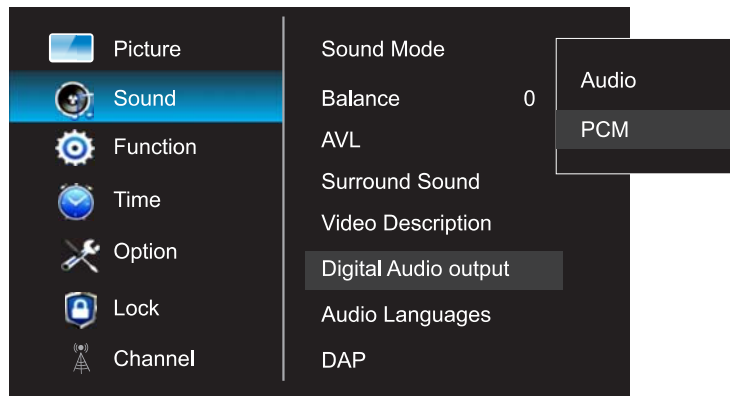 Picture
Sound
Function
Time
Option
Lock
Channel
Sound Mode
Balance 0
AVL
Surround Sound
Video Description
Digital Audio output
Audio Languages
DAP
Audio
PCM